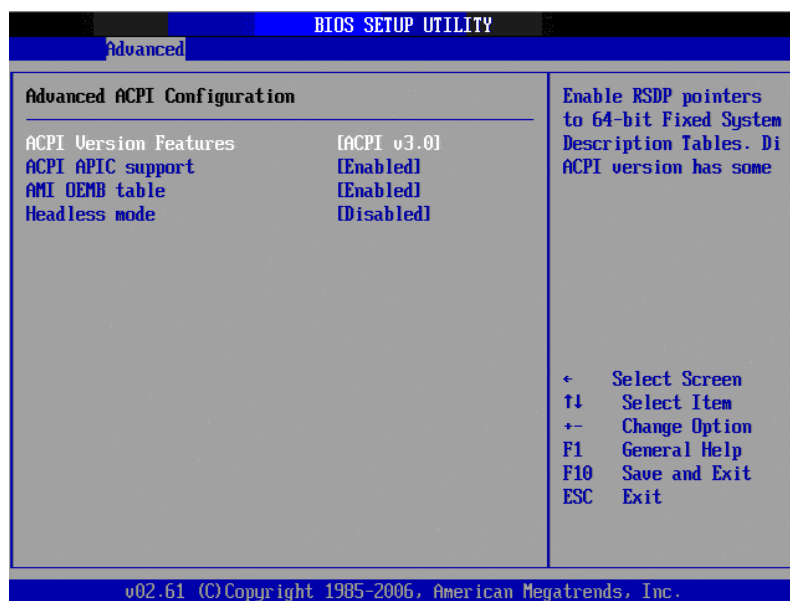 BIOS SETUP UTILITY
Advanced
Advanced ACPI Configuration
ACPI Version Features [ACPI v3.0]
ACPI APIC support [Enabled]
AMI OEMB table [Enabled]
Headless mode [Disabled]
Enable RSDP pointers
to 64-bit Fixed System
Description Tables. Di
ACPI version has some
← Select Screen
↑↓ Select Item
+- Change Option
F1 General Help
F10 Save and Exit
ESC Exit
v02.61 (C)Copyright 1985-2006, American Megatrends, Inc.